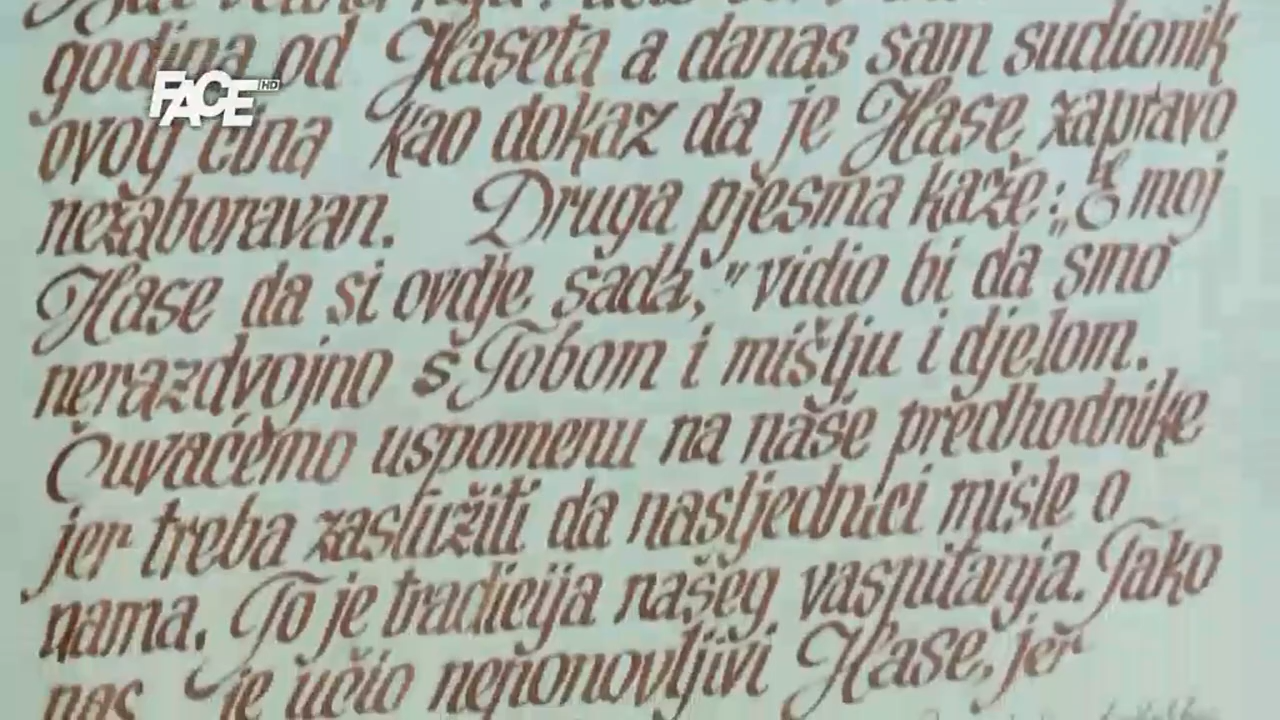 godina od Haseta a danas sam sudionik
FACE HD
ovog čina kao dokaz da je Hase zapravo
nezaboravan. Druga pjesma kaže: „E moj
Hase da si ovdje sada,” vidio bi da smo
nerazdvojno s Tobom i mišlju i djelom.
Čuvaćemo uspomenu na naše predhodnike
jer treba zaslužiti da nasljednici misle o
nama. To je tradicija našeg vaspitanja. Tako
nas je učio neponovljivi Hase, jer